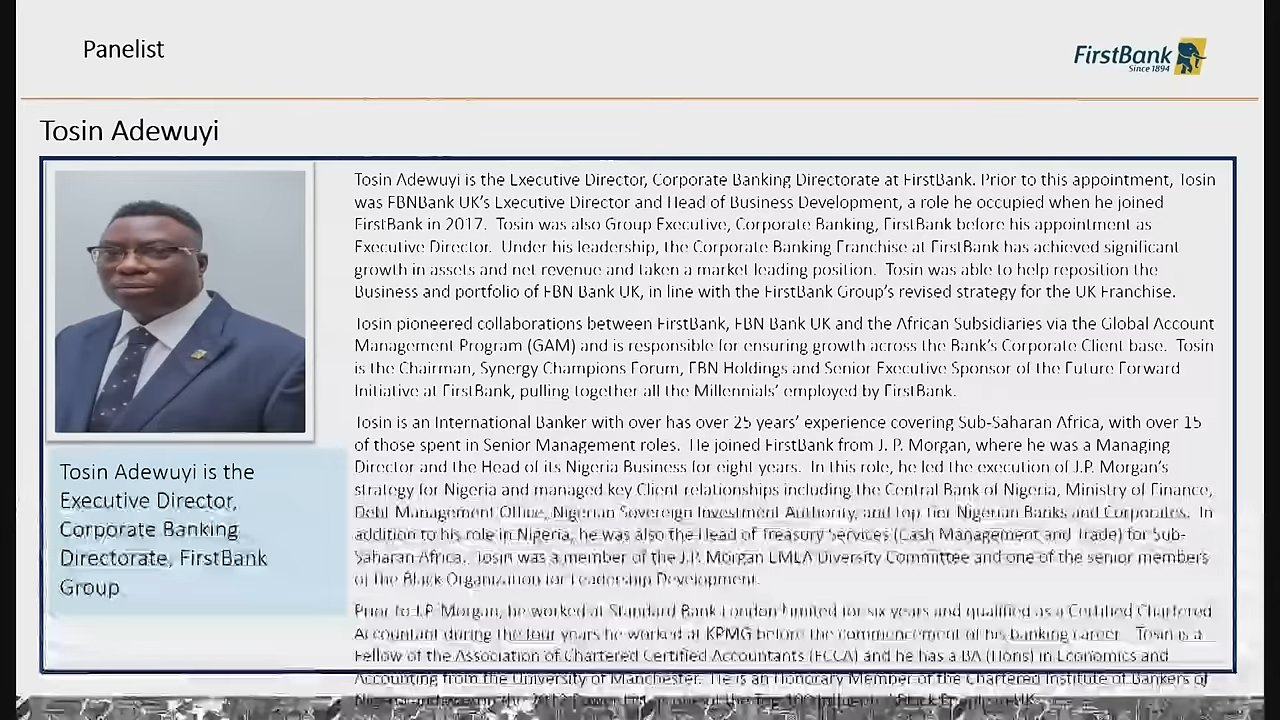 Panelist
FirstBank
Since 1894
Tosin Adewuyi
Tosin Adewuyi is the Executive Director, Corporate Banking Directorate at FirstBank. Prior to this appointment, Tosin
was FBNBank UK's Executive Director and Head of Business Development, a role he occupied when he joined
FirstBank in 2017. Tosin was also Group Executive, Corporate Banking, FirstBank before his appointment as
Executive Director. Under his leadership, the Corporate Banking Franchise at FirstBank has achieved significant
growth in assets and net revenue and taken a market leading position. Tosin was able to help reposition the
Business and portfolio of FBN Bank UK, in line with the FirstBank Group's revised strategy for the UK Franchise.
Tosin pioneered collaborations between FirstBank, FBN Bank UK and the African Subsidiaries via the Global Account
Management Program (GAM) and is responsible for ensuring growth across the Bank's Corporate Client base. Tosin
is the Chairman, Synergy Champions Forum, FBN Holdings and Senior Executive Sponsor of the Future Forward
Initiative at FirstBank, pulling together all the Millennials' employed by FirstBank.
Tosin is an International Banker with over has over 25 years' experience covering Sub-Saharan Africa, with over 15
of those spent in Senior Management roles. He joined FirstBank from J. P. Morgan, where he was a Managing
Director and the Head of its Nigeria Business for eight years. In this role, he led the execution of J.P. Morgan's
strategy for Nigeria and managed key Client relationships including the Central Bank of Nigeria, Ministry of Finance,
Debt Management Office, Nigerian Sovereign Investment Authority, and Top Tier Nigerian Banks and Corporates. In
addition to his role in Nigeria, he was also the Head of Treasury Services (Cash Management and Trade) for Sub-
Saharan Africa. Tosin was a member of the J.P. Morgan EMEA Diversity Committee and one of the senior members
of the Black Organization for Leadership Development.
Prior to J.P. Morgan, he worked at Standard Bank London Limited for six years and qualified as a Certified Chartered
Accountant during the four years he worked at KPMG before the commencement of his banking career. Tosin is a
Fellow of the Association of Chartered Certified Accountants (FCCA) and he has a BA (Hons) in Economics and
Accounting from the University of Manchester. He is an Honorary Member of the Chartered Institute of Bankers of
Tosin Adewuyi is the
Executive Director,
Corporate Banking
Directorate, FirstBank
Group